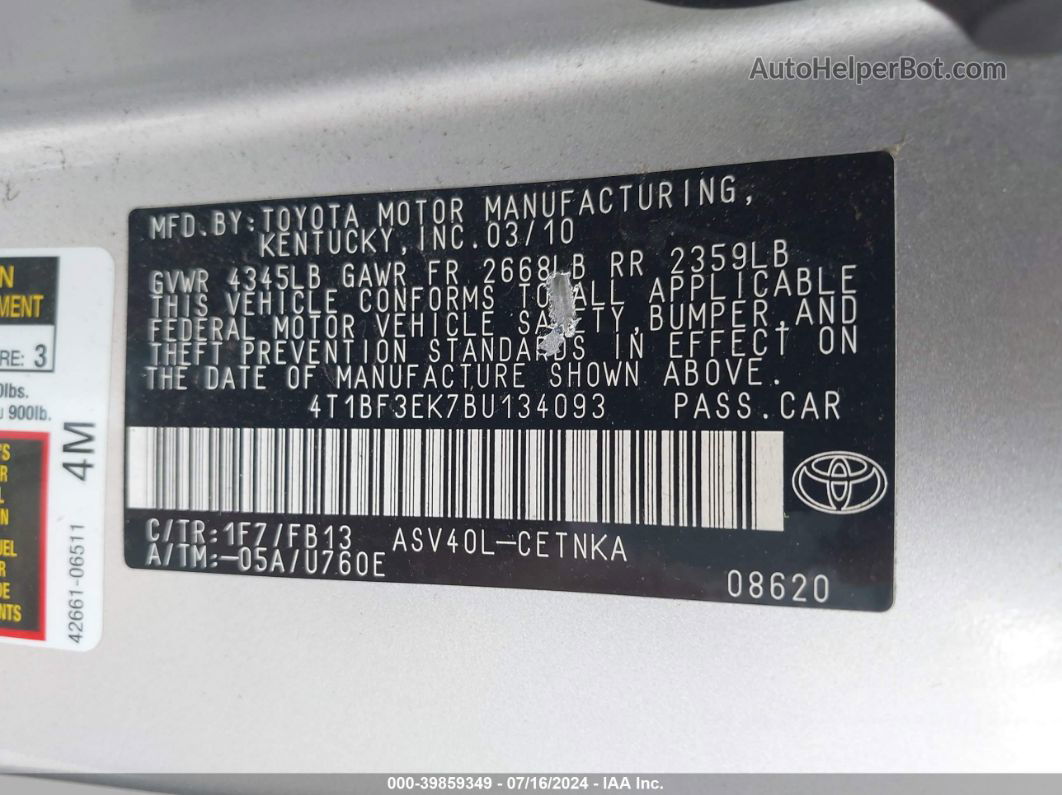 AutoHelperBot.com
MFD.BY:TOYOTA MOTOR MANUFACTURING,
KENTUCKY,INC.03/10
GVWR 4345LB GAWR FR 2668LB RR 2359LB
THIS VEHICLE CONFORMS TO ALL APPLICABLE
FEDERAL MOTOR VEHICLE SAFETY,BUMPER,AND
THEFT PREVENTION STANDARDS IN EFFECT ON
THE DATE OF MANUFACTURE SHOWN ABOVE.
4T1BF3EK7BU134093 PASS.CAR
C/TR:1F7/FB13 ASV40L-CETNKA
A/TM:-05A/U760E
08620
RE: 3
900lb.
4M
42661-06511
000-39859349 - 07/16/2024 - IAA Inc.